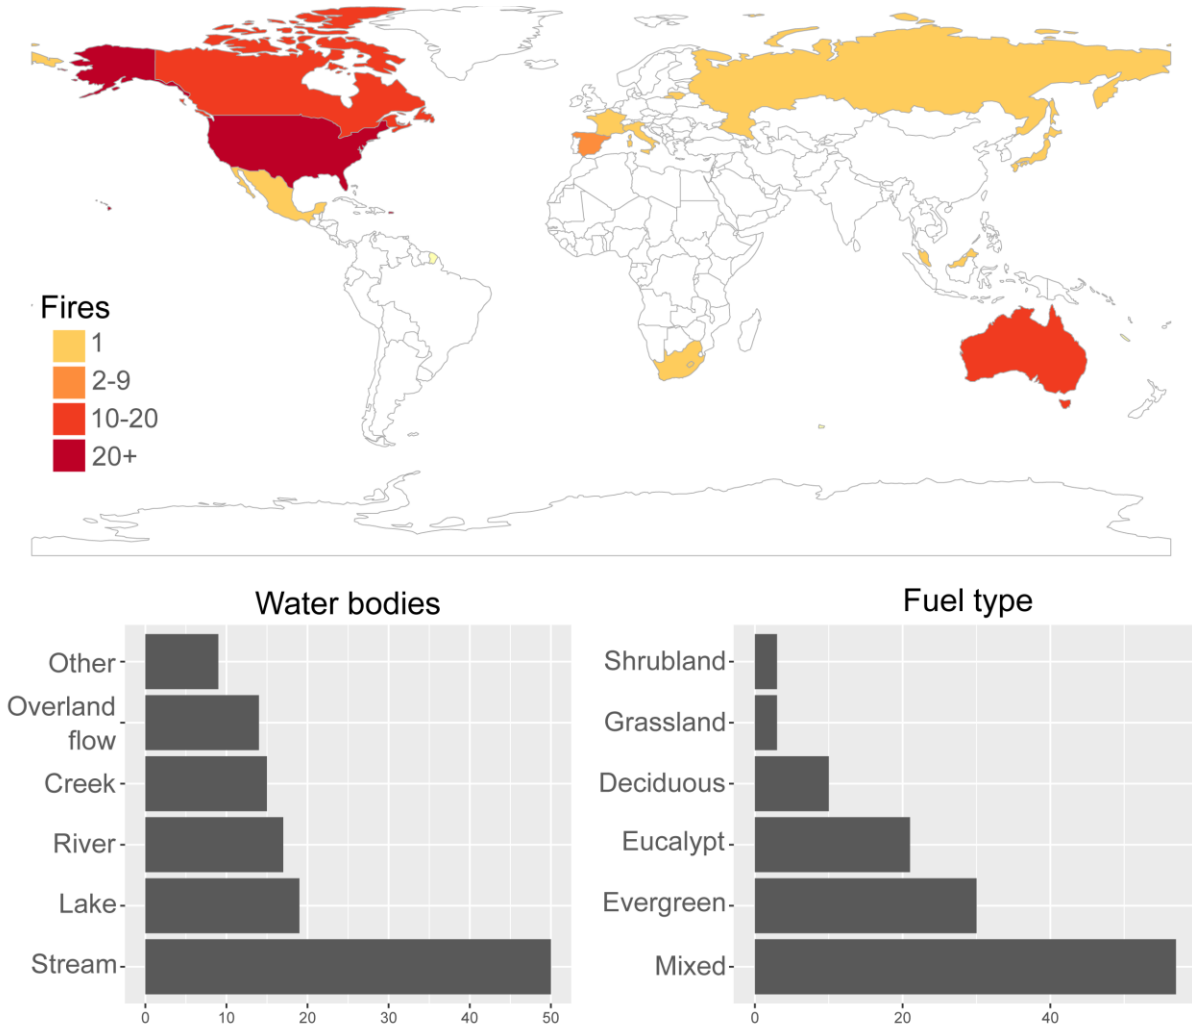 Fires
1
2-9
10-20
20+
Water bodies
Other
Overland
flow
Creek
River
Lake
Stream
0 10 20 30 40 50
Fuel type
Shrubland
Grassland
Deciduous
Eucalypt
Evergreen
Mixed
0 20 40